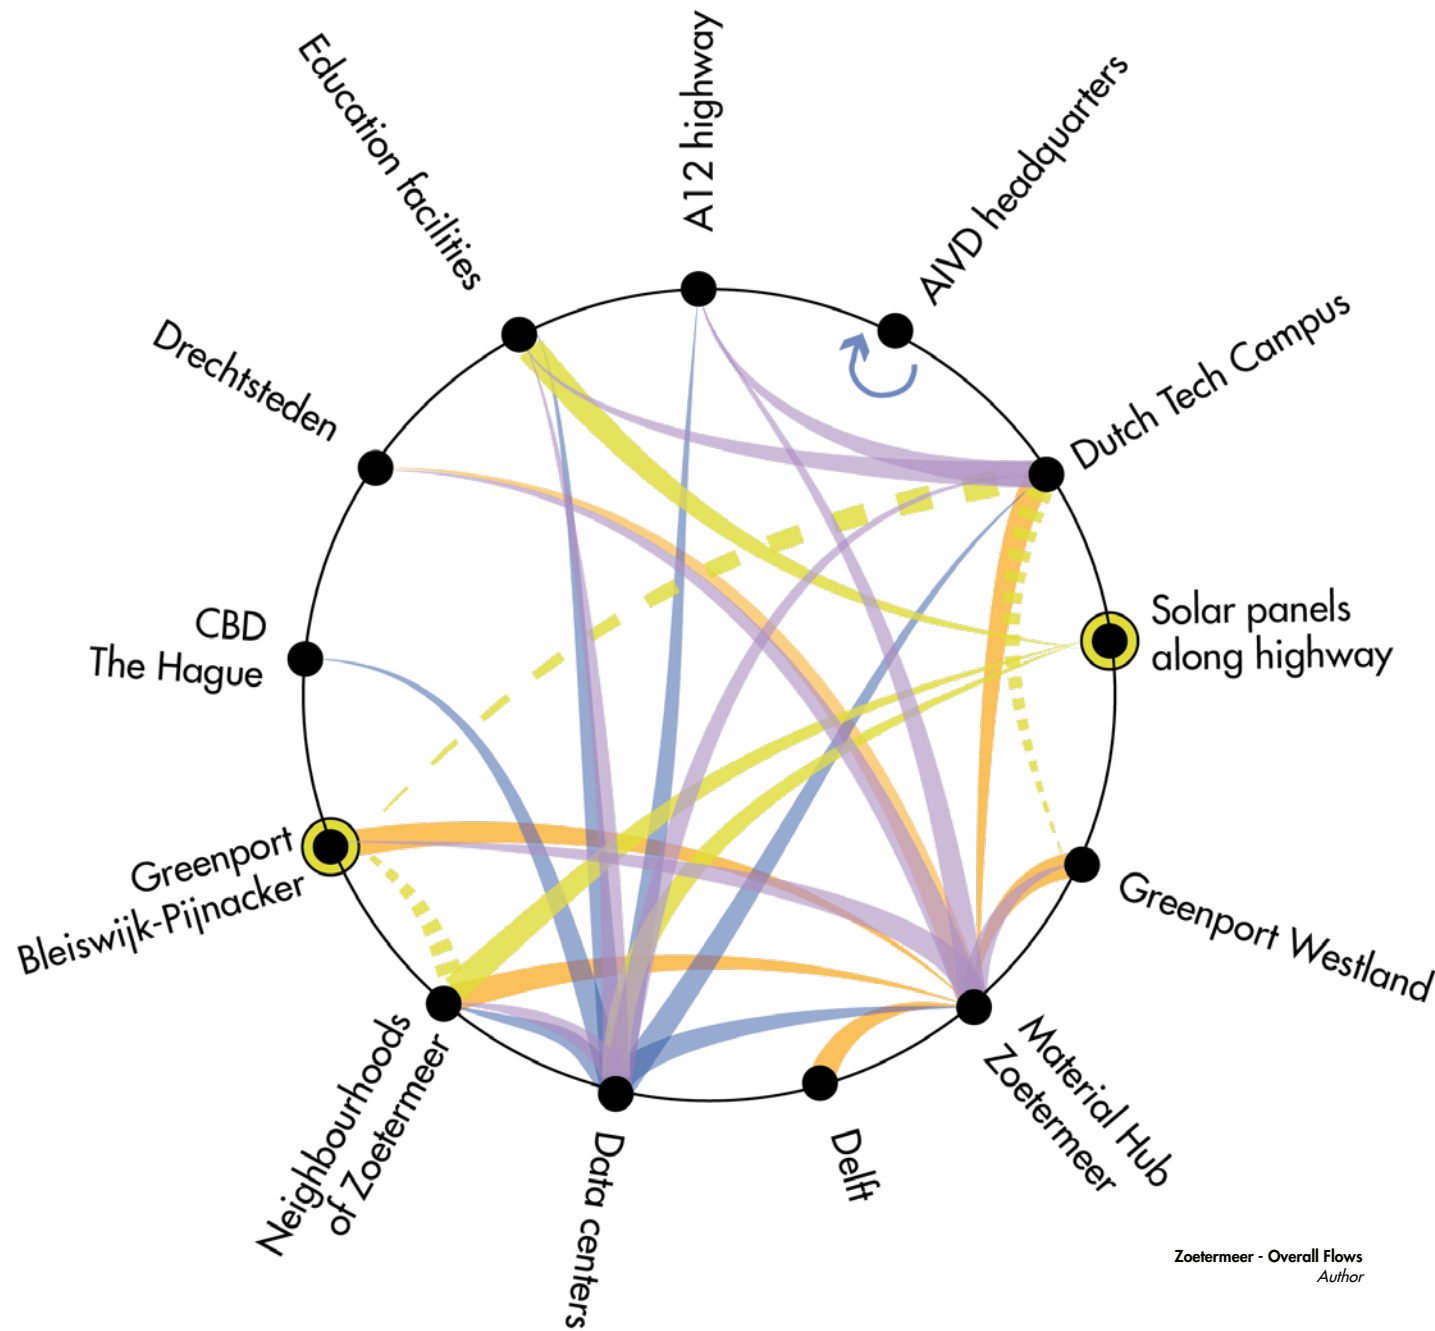 A12 highway
AIVD headquarters
Dutch Tech Campus
Solar panels
along highway
Greenport Westland
Material Hub
Zoetermeer
Delft
Data centers
Neighbourhoods
of Zoetermeer
Greenport
Bleiswijk-Pijnacker
CBD
The Hague
Drechtsteden
Education facilities
Zoetermeer - Overall Flows
Author